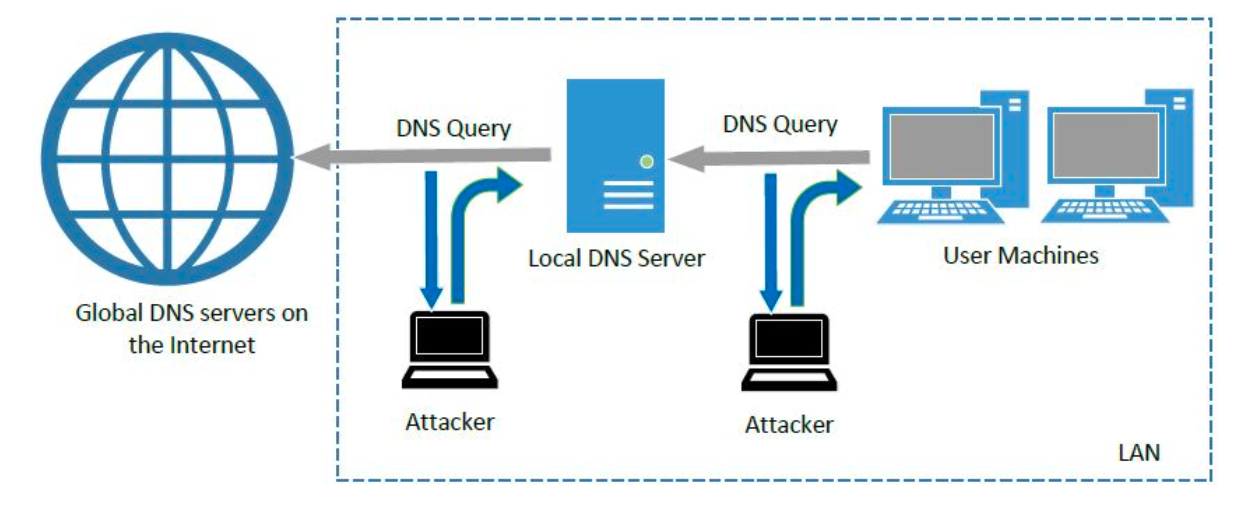 DNS Query
DNS Query
Local DNS Server
User Machines
Global DNS servers on
the Internet
Attacker
Attacker
LAN